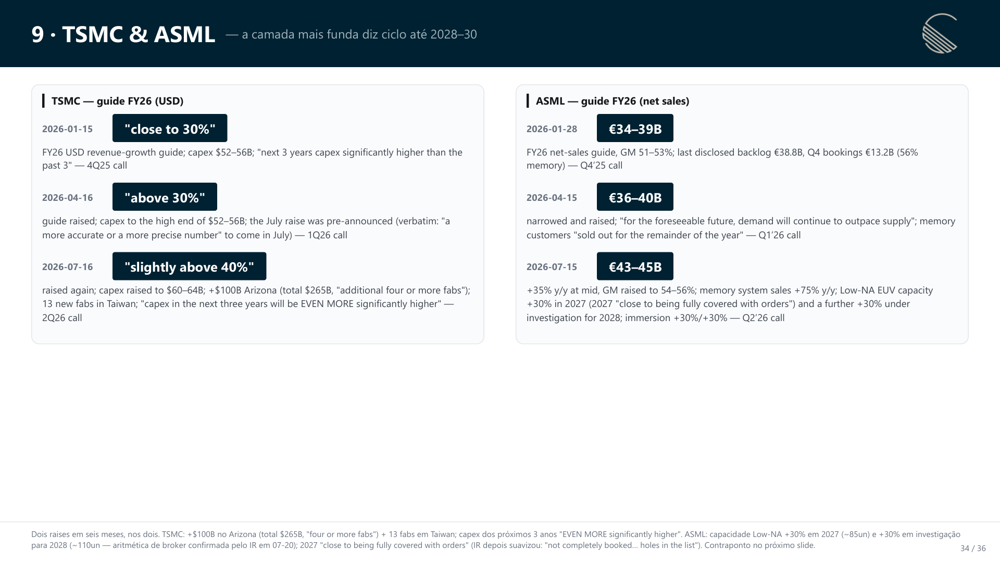 9 · TSMC & ASML — a camada mais funda diz ciclo até 2028–30
TSMC — guide FY26 (USD)
2026-01-15 "close to 30%"
FY26 USD revenue-growth guide; capex $52–56B; "next 3 years capex significantly higher than the
past 3" — 4Q25 call
2026-04-16 "above 30%"
guide raised; capex to the high end of $52–56B; the July raise was pre-announced (verbatim: "a
more accurate or a more precise number" to come in July) — 1Q26 call
2026-07-16 "slightly above 40%"
raised again; capex raised to $60–64B; +$100B Arizona (total $265B, "additional four or more fabs");
13 new fabs in Taiwan; "capex in the next three years will be EVEN MORE significantly higher" —
2Q26 call
ASML — guide FY26 (net sales)
2026-01-28 €34–39B
FY26 net-sales guide, GM 51–53%; last disclosed backlog €38.8B, Q4 bookings €13.2B (56%
memory) — Q4’25 call
2026-04-15 €36–40B
narrowed and raised; "for the foreseeable future, demand will continue to outpace supply"; memory
customers "sold out for the remainder of the year" — Q1’26 call
2026-07-15 €43–45B
+35% y/y at mid, GM raised to 54–56%; memory system sales +75% y/y; Low-NA EUV capacity
+30% in 2027 (2027 "close to being fully covered with orders") and a further +30% under
investigation for 2028; immersion +30%/+30% — Q2’26 call
Dois raises em seis meses, nos dois. TSMC: +$100B no Arizona (total $265B, "four or more fabs") + 13 fabs em Taiwan; capex dos próximos 3 anos "EVEN MORE significantly higher". ASML: capacidade Low-NA +30% em 2027 (~85un) e +30% em investigação
para 2028 (~110un — aritmética de broker confirmada pelo IR em 07-20); 2027 "close to being fully covered with orders" (IR depois suavizou: "not completely booked… holes in the list"). Contraponto no próximo slide.
34 / 36